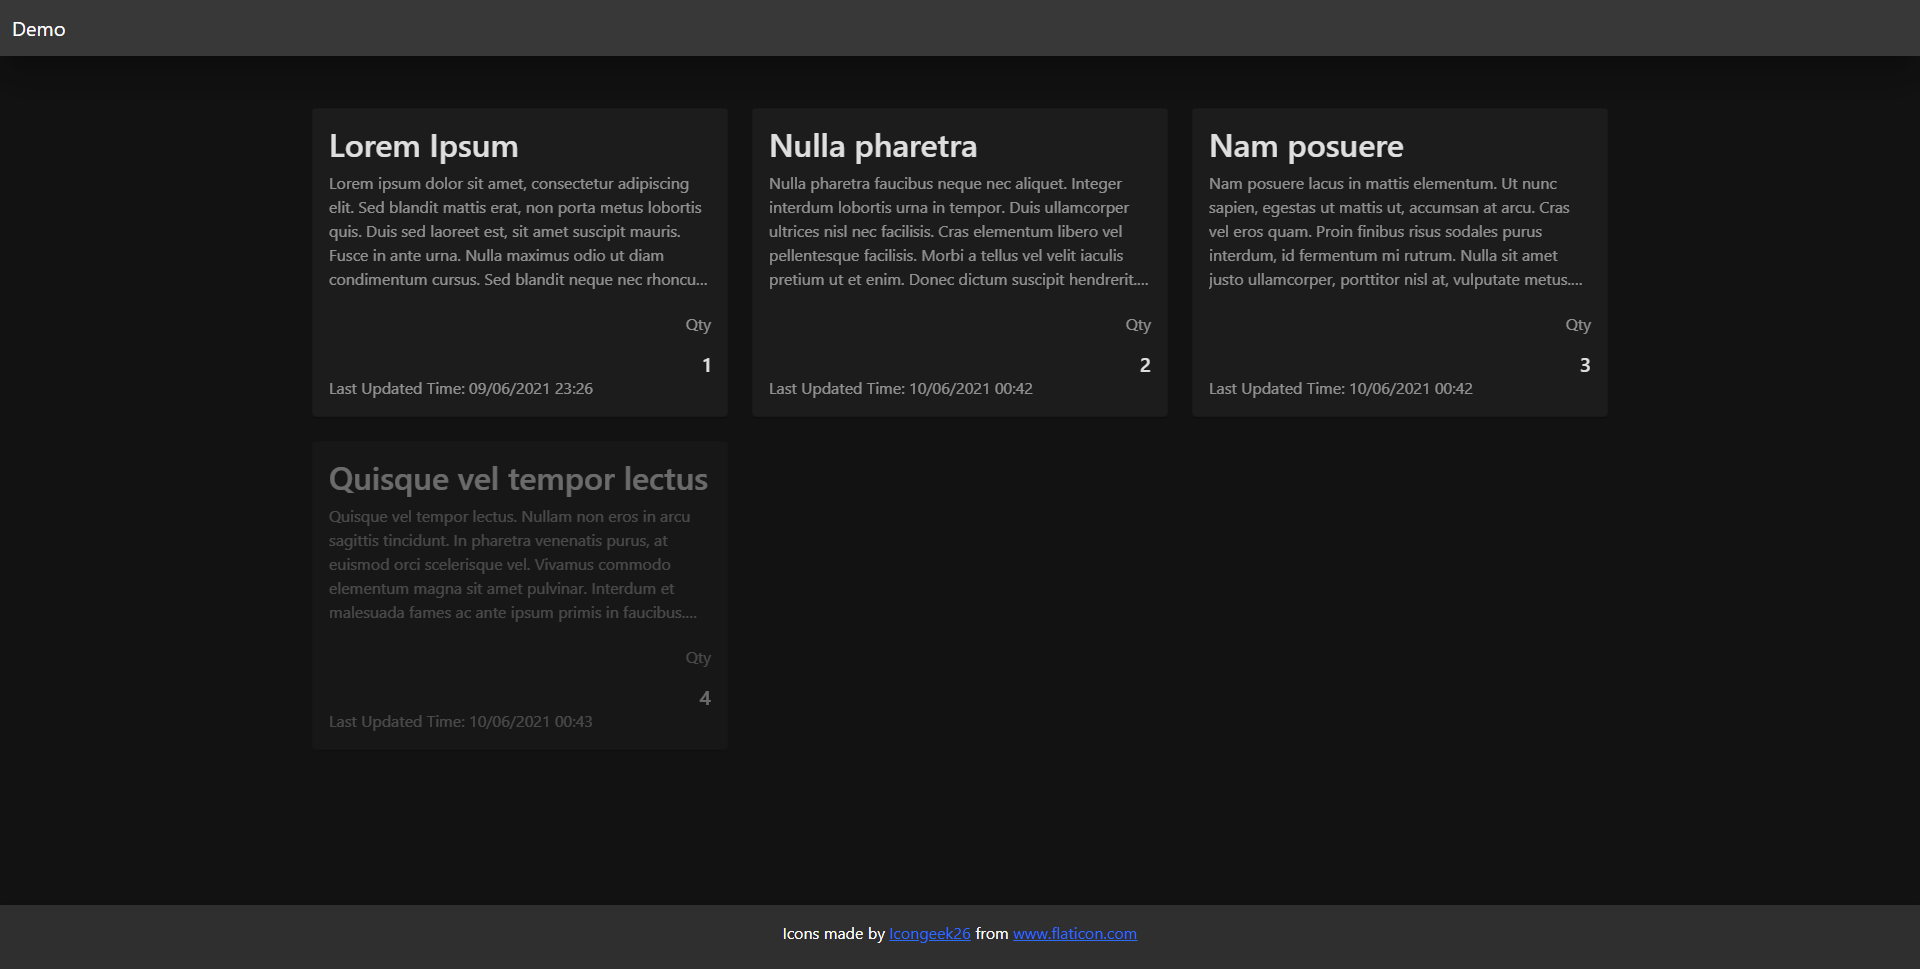 Demo
Lorem Ipsum
Lorem ipsum dolor sit amet, consectetur adipiscing
elit. Sed blandit mattis erat, non porta metus lobortis
quis. Duis sed laoreet est, sit amet suscipit mauris.
Fusce in ante urna. Nulla maximus odio ut diam
condimentum cursus. Sed blandit neque nec rhoncu...
Qty
1
Last Updated Time: 09/06/2021 23:26
Nulla pharetra
Nulla pharetra faucibus neque nec aliquet. Integer
interdum lobortis urna in tempor. Duis ullamcorper
ultrices nisl nec facilisis. Cras elementum libero vel
pellentesque facilisis. Morbi a tellus vel velit iaculis
pretium ut et enim. Donec dictum suscipit hendrerit....
Qty
2
Last Updated Time: 10/06/2021 00:42
Nam posuere
Nam posuere lacus in mattis elementum. Ut nunc
sapien, egestas ut mattis ut, accumsan at arcu. Cras
vel eros quam. Proin finibus risus sodales purus
interdum, id fermentum mi rutrum. Nulla sit amet
justo ullamcorper, porttitor nisl at, vulputate metus....
Qty
3
Last Updated Time: 10/06/2021 00:42
Quisque vel tempor lectus
Quisque vel tempor lectus. Nullam non eros in arcu
sagittis tincidunt. In pharetra venenatis purus, at
euismod orci scelerisque vel. Vivamus commodo
elementum magna sit amet pulvinar. Interdum et
malesuada fames ac ante ipsum primis in faucibus....
Qty
4
Last Updated Time: 10/06/2021 00:43
Icons made by Icongeek26 from www.flaticon.com